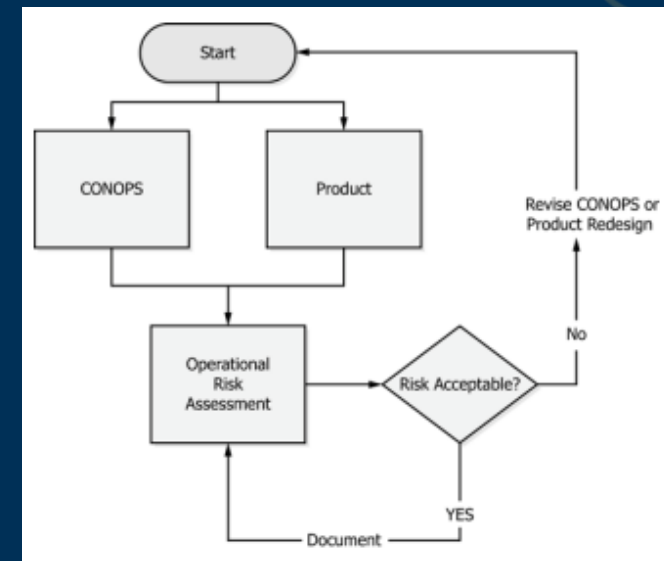 Start
CONOPS
Product
Revise CONOPS or
Product Redesign
No
Operational
Risk
Assessment
Risk Acceptable?
YES
Document